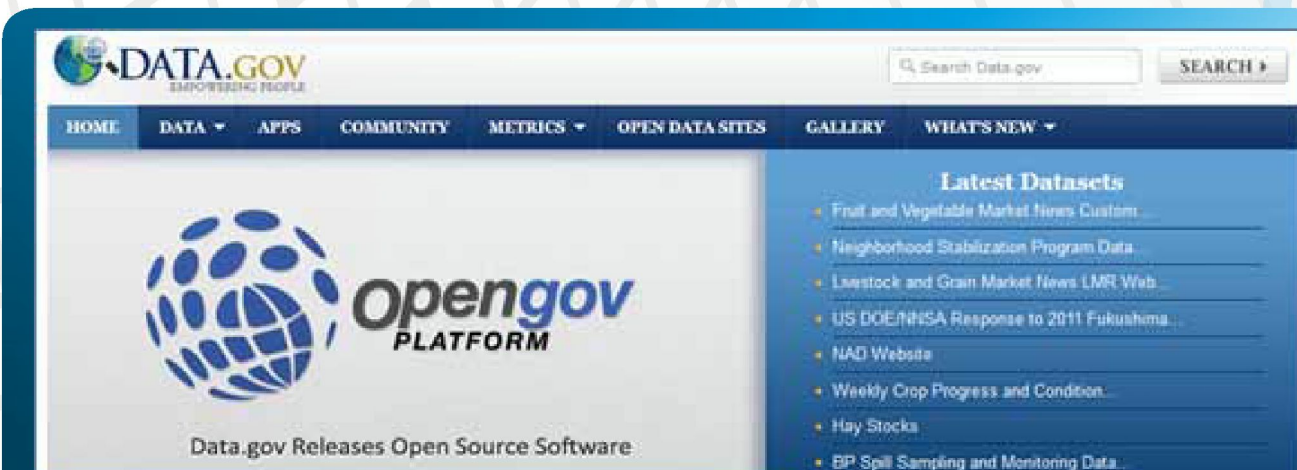 DATA.GOV
EMPOWERING PEOPLE
Search Data.gov
SEARCH
HOME DATA APPS COMMUNITY METRICS OPEN DATA SITES GALLERY WHAT'S NEW
opengov
PLATFORM
Data.gov Releases Open Source Software
Latest Datasets
Fruit and Vegetable Market News Custom...
Neighborhood Stabilization Program Data...
Livestock and Grain Market News LMR Web...
US DOE/NNSA Response to 2011 Fukushima...
NAD Website
Weekly Crop Progress and Condition...
Hay Stocks
BP Spill Sampling and Monitoring Data...